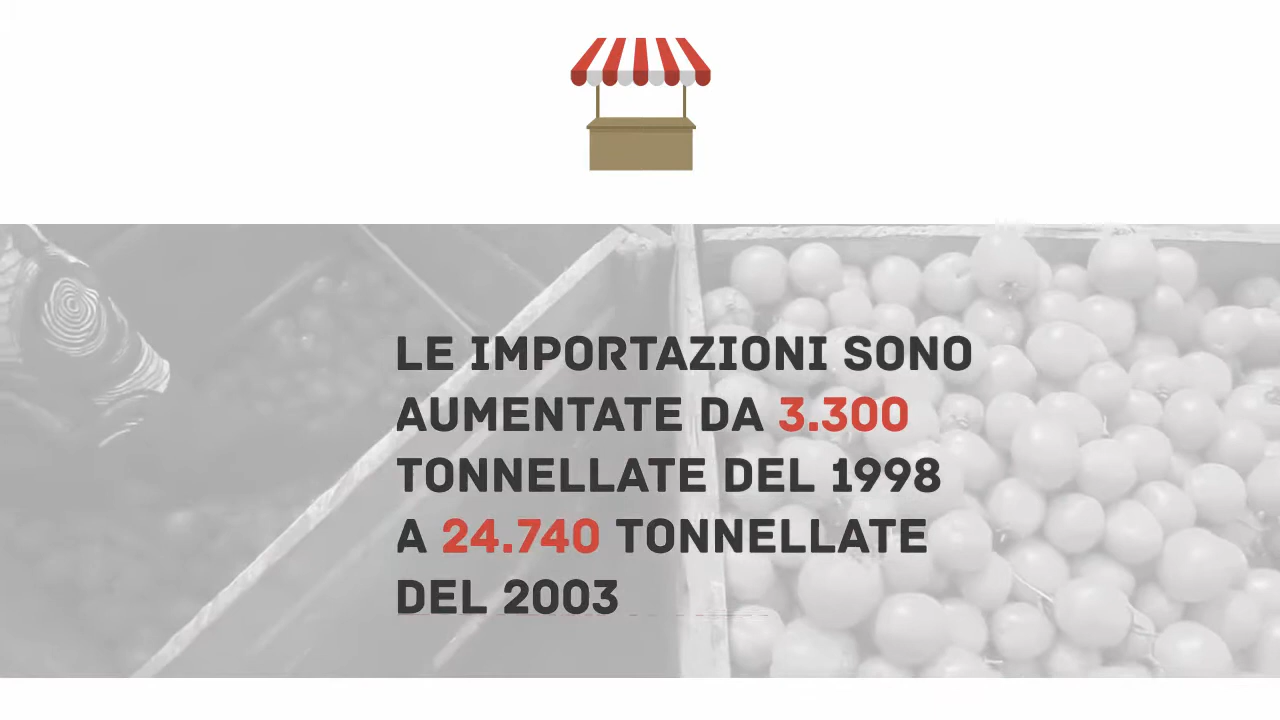 LE IMPORTAZIONI SONO
AUMENTATE DA 3.300
TONNELLATE DEL 1998
A 24.740 TONNELLATE
DEL 2003